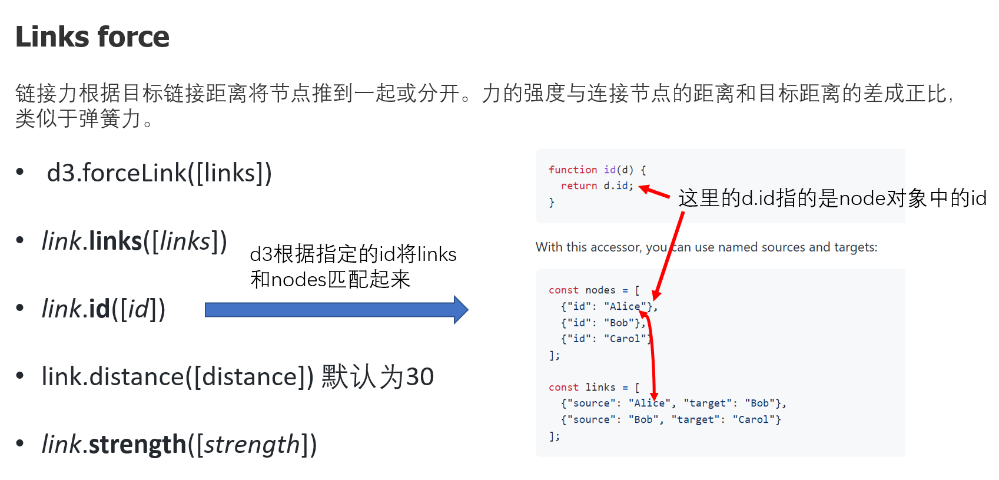 Links force
链接力根据目标链接距离将节点推到一起或分开。力的强度与连接节点的距离和目标距离的差成正比,
类似于弹簧力。
• d3.forceLink([links])
• link.links([links])
d3根据指定的id将links
和nodes匹配起来
• link.id([id])
• link.distance([distance]) 默认为30
• link.strength([strength])
function id(d) {
  return d.id;
}
这里的d.id指的是node对象中的id
With this accessor, you can use named sources and targets:
const nodes = [
  {"id": "Alice"},
  {"id": "Bob"},
  {"id": "Carol"}
];
const links = [
  {"source": "Alice", "target": "Bob"},
  {"source": "Bob", "target": "Carol"}
];